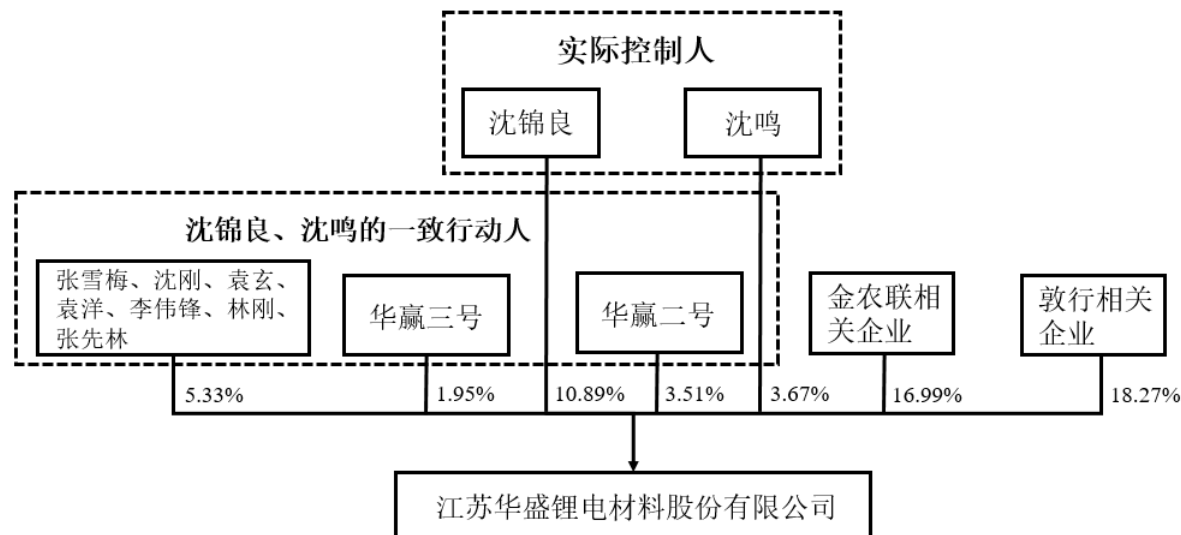 实际控制人
沈锦良
沈鸣
沈锦良、沈鸣的一致行动人
张雪梅、沈刚、袁玄、
袁洋、李伟锋、林刚、
张先林
华赢三号
华赢二号
金农联相
关企业
敦行相关
企业
5.33%
1.95%
10.89%
3.51%
3.67%
16.99%
18.27%
江苏华盛锂电材料股份有限公司